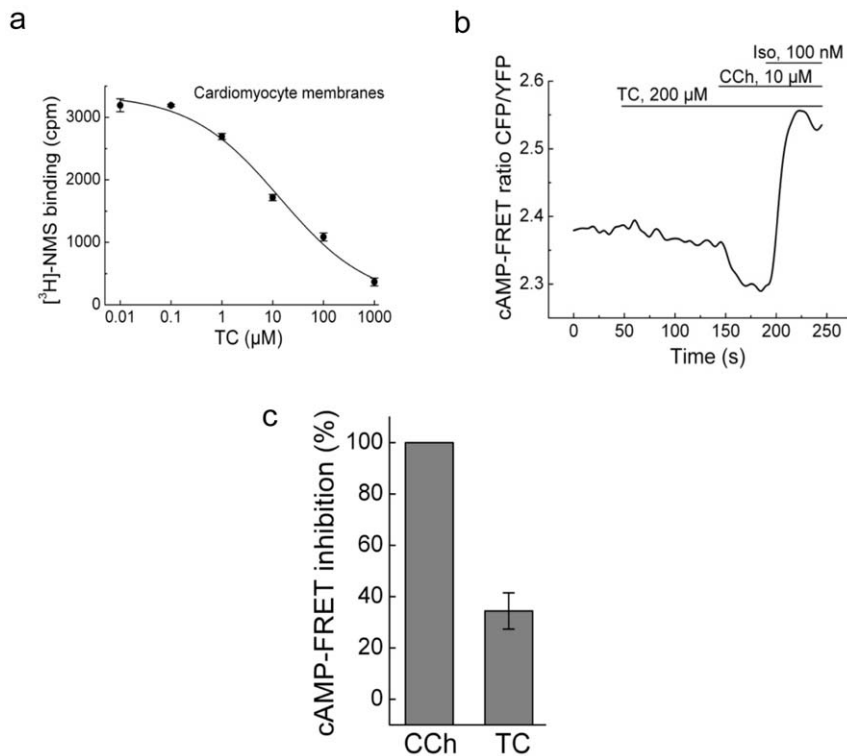 a
[³H]-NMS binding (cpm)
3000
2000
1000
0
Cardiomyocyte membranes
0.01 0.1 1 10 100 1000
TC (µM)
b
cAMP-FRET ratio CFP/YFP
2.6
2.5
2.4
2.3
Iso, 100 nM
CCh, 10 µM
TC, 200 µM
0 50 100 150 200 250
Time (s)
c
cAMP-FRET inhibition (%)
100
80
60
40
20
0
CCh TC